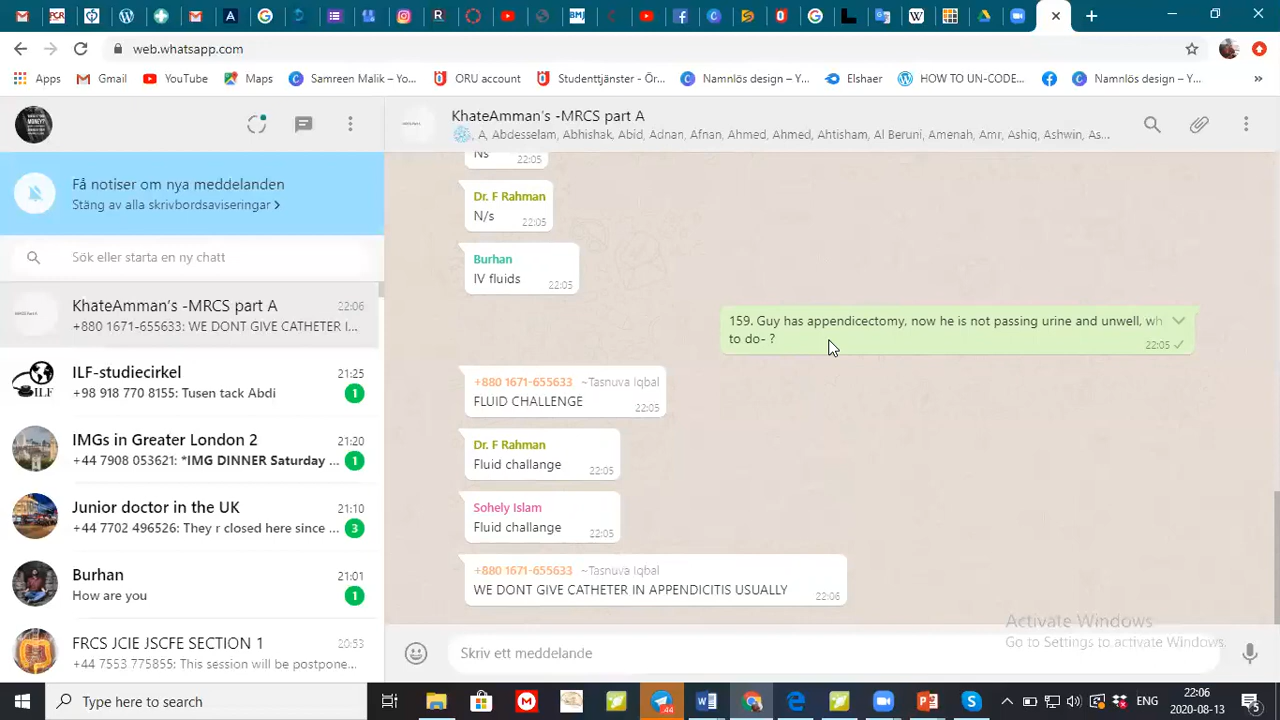 web.whatsapp.com
Apps
Gmail
YouTube
Maps
Samreen Malik – Yo...
ORU account
Studenttjänster - Ör...
Namnlös design – Y...
Elshaer
HOW TO UN-CODE...
Namnlös design – Y...
»
KhateAmman's -MRCS part A
A, Abdesselam, Abhishak, Abid, Adnan, Afnan, Ahmed, Ahmed, Ahtisham, Al Beruni, Amenah, Amr, Ashiq, Ashwin, As...
Få notiser om nya meddelanden
Stäng av alla skrivbordsaviseringar >
Sök eller starta en ny chatt
KhateAmman's -MRCS part A 22:06
+880 1671-655633: WE DONT GIVE CATHETER I...
ILF-studiecirkel 21:25
+98 918 770 8155: Tusen tack Abdi 1
IMGs in Greater London 2 21:20
+44 7908 053621: *IMG DINNER Saturday ... 1
Junior doctor in the UK 21:10
+44 7702 496526: They r closed here since ... 3
Burhan 21:01
How are you 1
FRCS JCIE JSCFE SECTION 1 20:53
+44 7553 775855: This session will be postpone...
Ns
22:05
Dr. F Rahman
N/s
22:05
Burhan
IV fluids
22:05
159. Guy has appendicectomy, now he is not passing urine and unwell, wh
to do- ?
22:05
+880 1671-655633 ~Tasnuva Iqbal
FLUID CHALLENGE
22:05
Dr. F Rahman
Fluid challange
22:05
Sohely Islam
Fluid challange
22:05
+880 1671-655633 ~Tasnuva Iqbal
WE DONT GIVE CATHETER IN APPENDICITIS USUALLY
22:06
Activate Windows
Go to Settings to activate Windows.
Skriv ett meddelande
Type here to search
44
ENG
22:06
2020-08-13
5